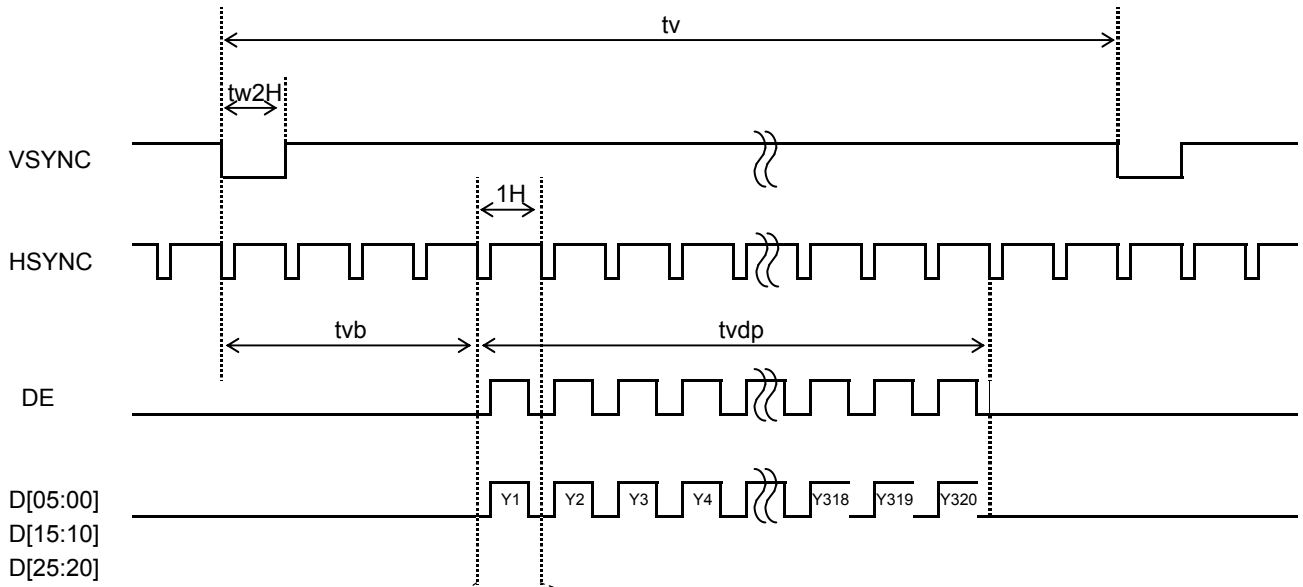 tv
tw2H
VSYNC
1H
HSYNC
tvb tvdp
DE
D[05:00] Y1 Y2 Y3 Y4 Y318 Y319 Y320
D[15:10]
D[25:20]